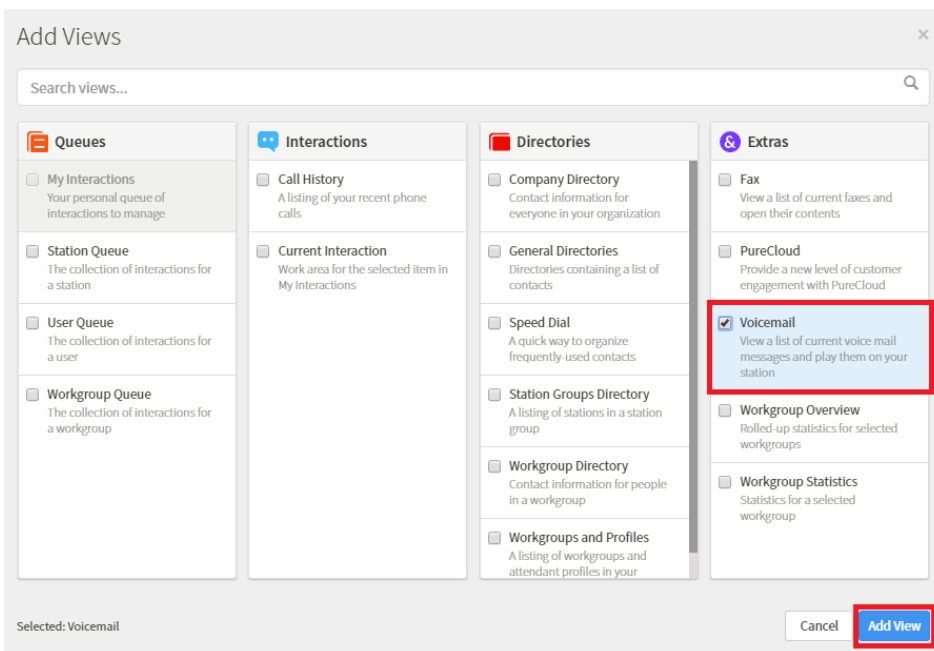 Add Views
×
Search views...
Queues
My Interactions
Your personal queue of
interactions to manage
Station Queue
The collection of interactions for
a station
User Queue
The collection of interactions for
a user
Workgroup Queue
The collection of interactions for
a workgroup
Interactions
Call History
A listing of your recent phone
calls
Current Interaction
Work area for the selected item in
My Interactions
Directories
Company Directory
Contact information for
everyone in your organization
General Directories
Directories containing a list of
contacts
Speed Dial
A quick way to organize
frequently-used contacts
Station Groups Directory
A listing of stations in a station
group
Workgroup Directory
Contact information for people
in a workgroup
Workgroups and Profiles
A listing of workgroups and
attendant profiles in your
& Extras
Fax
View a list of current faxes and
open their contents
PureCloud
Provide a new level of customer
engagement with PureCloud
Voicemail
View a list of current voice mail
messages and play them on your
station
Workgroup Overview
Rolled-up statistics for selected
workgroups
Workgroup Statistics
Statistics for a selected
workgroup
Selected: Voicemail
Cancel
Add View